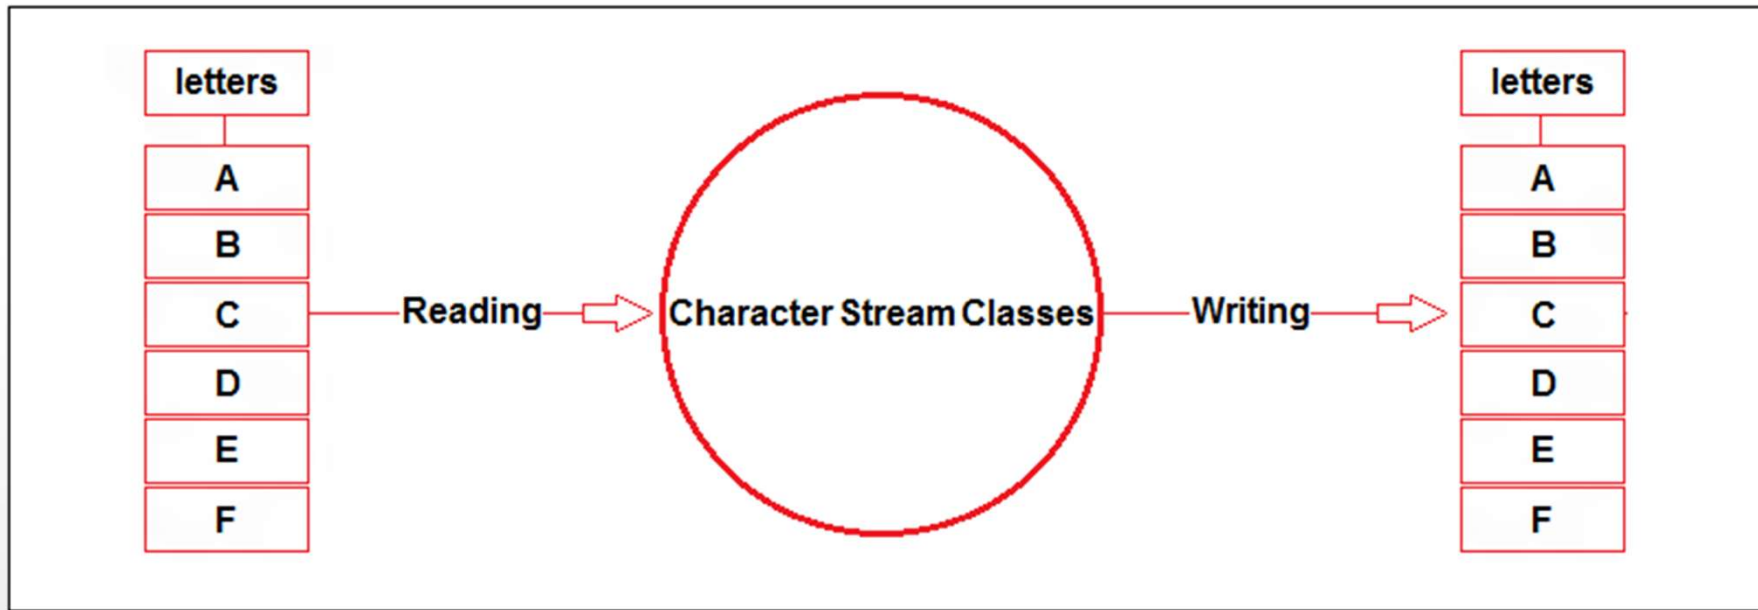 letters
A
B
C
D
E
F
Reading
Character Stream Classes
Writing
letters
A
B
C
D
E
F